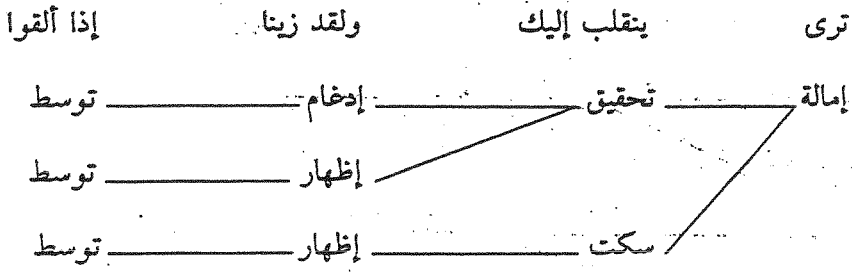 ترى ينقلب إليك ولقد زينا إذا ألقوا
إمالة تحقيق إدغام توسط
إظهار توسط
سكت إظهار توسط